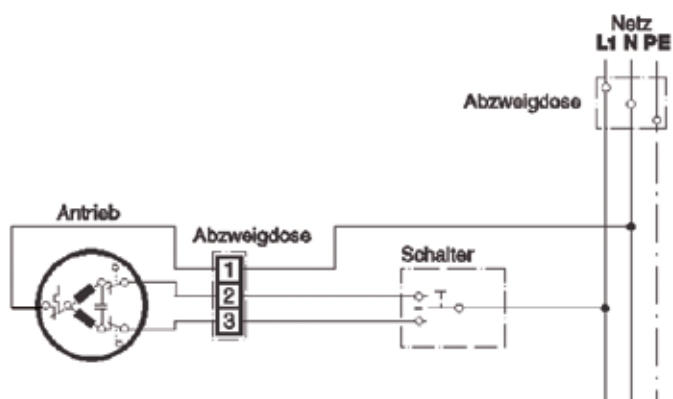 Netz
L1 N PE
Abzweigdose
Antrieb
Abzweigdose
Schalter
1
2
3